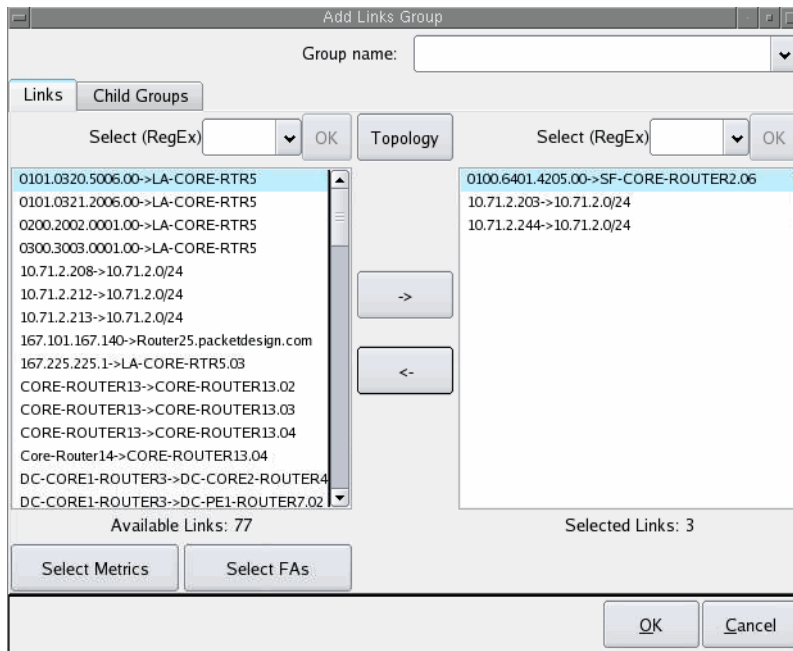 Add Links Group
Group name:
Links
Child Groups
Select (RegEx)
OK
Topology
Select (RegEx)
OK
0101.0320.5006.00->LA-CORE-RTR5
0101.0321.2006.00->LA-CORE-RTR5
0200.2002.0001.00->LA-CORE-RTR5
0300.3003.0001.00->LA-CORE-RTR5
10.71.2.208->10.71.2.0/24
10.71.2.212->10.71.2.0/24
10.71.2.213->10.71.2.0/24
167.101.167.140->Router25.packetdesign.com
167.225.225.1->LA-CORE-RTR5.03
CORE-ROUTER13->CORE-ROUTER13.02
CORE-ROUTER13->CORE-ROUTER13.03
CORE-ROUTER13->CORE-ROUTER13.04
Core-Router14->CORE-ROUTER13.04
DC-CORE1-ROUTER3->DC-CORE2-ROUTER4
DC-CORE1-ROUTER3->DC-PE1-ROUTER7.02
->
<-
0100.6401.4205.00->SF-CORE-ROUTER2.06
10.71.2.203->10.71.2.0/24
10.71.2.244->10.71.2.0/24
Available Links: 77
Selected Links: 3
Select Metrics
Select FAs
OK
Cancel